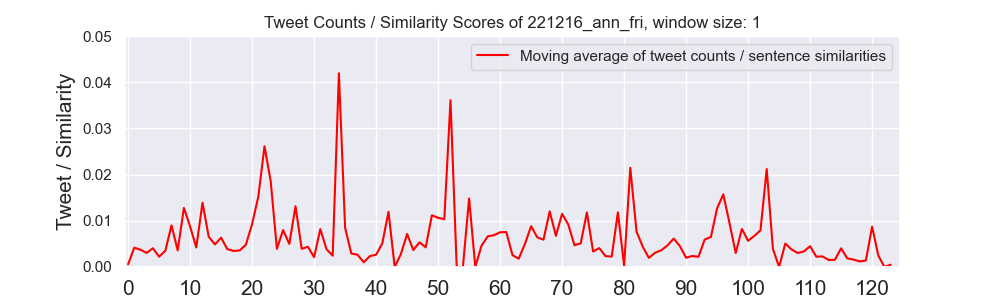 Tweet Counts / Similarity Scores of 221216_ann_fri, window size: 1
Moving average of tweet counts / sentence similarities
Tweet / Similarity
0.05
0.04
0.03
0.02
0.01
0.00
0 10 20 30 40 50 60 70 80 90 100 110 120